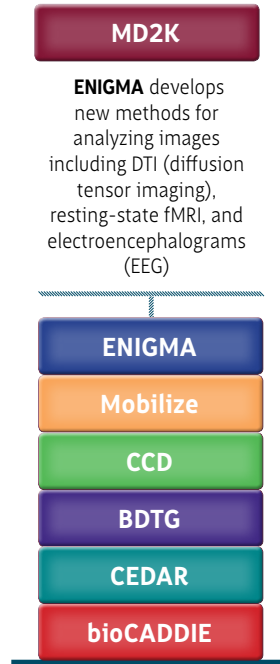 MD2K
ENIGMA develops
new methods for
analyzing images
including DTI (diffusion
tensor imaging),
resting-state fMRI, and
electroencephalograms
(EEG)
ENIGMA
Mobilize
CCD
BDTG
CEDAR
bioCADDIE